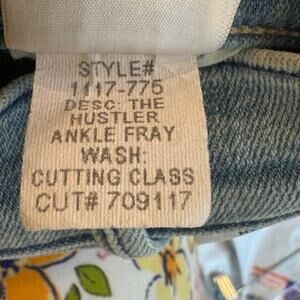 STYLE#
1117-775
DESC: THE
HUSTLER
ANKLE FRAY
WASH:
CUTTING CLASS
CUT# 709117